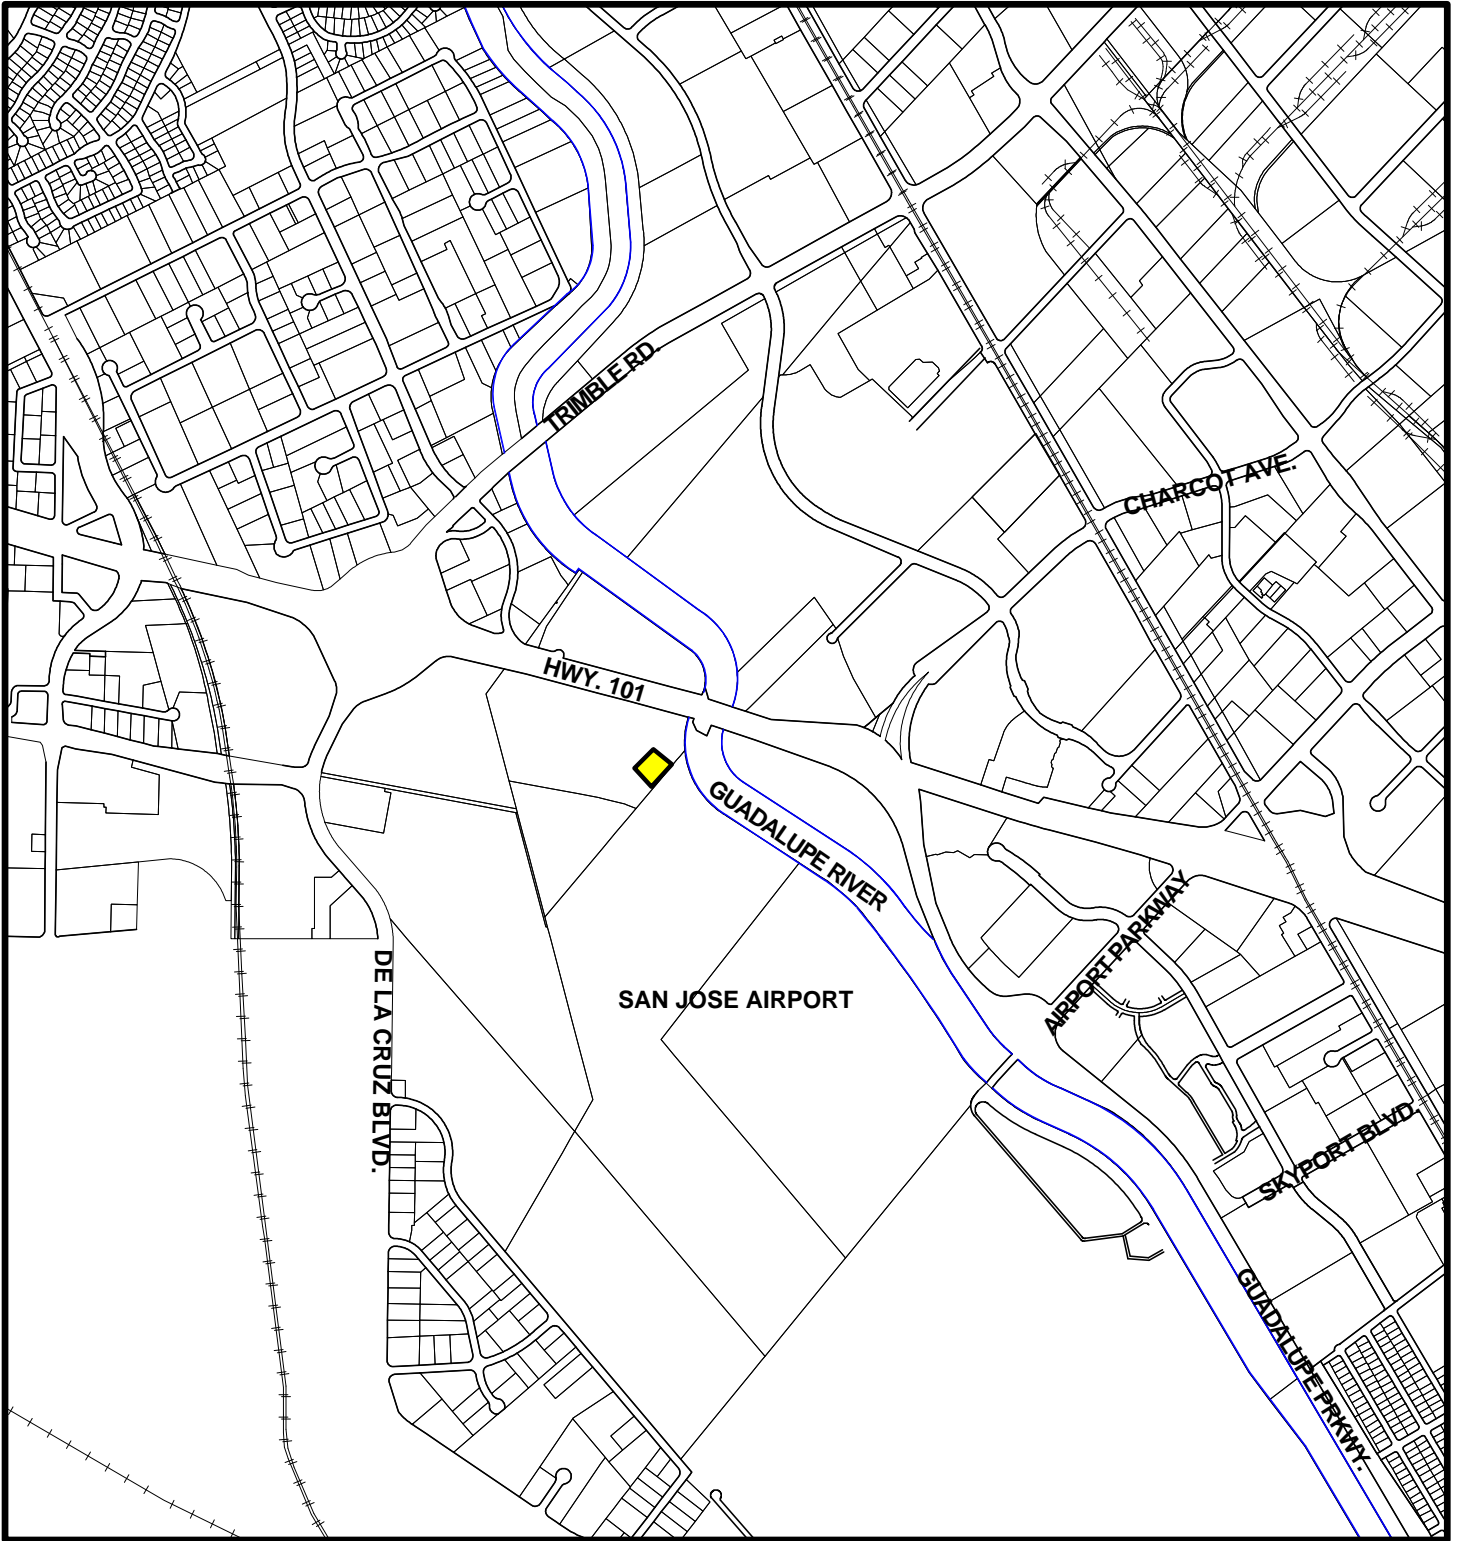 TRIMBLE RD.
CHARCOT AVE.
HWY. 101
GUADALUPE RIVER
AIRPORT PARKWAY
DE LA CRUZ BLVD.
SAN JOSE AIRPORT
SKYPORT BLVD.
GUADALUPE PRKWY.